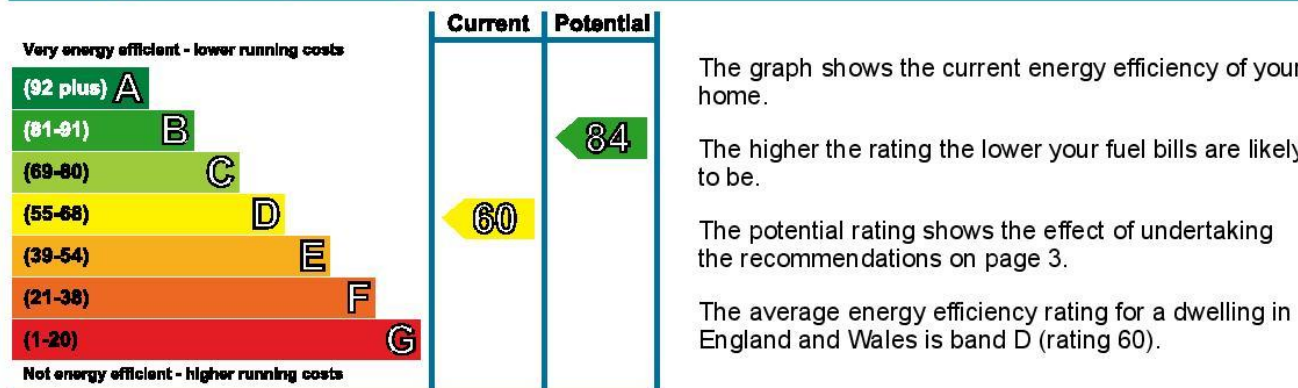 Current Potential
Very energy efficient - lower running costs
(92 plus) A
(81-91) B
84
(69-80) C
(55-68) D
60
(39-54) E
(21-38) F
(1-20) G
Not energy efficient - higher running costs
The graph shows the current energy efficiency of your
home.
The higher the rating the lower your fuel bills are likely
to be.
The potential rating shows the effect of undertaking
the recommendations on page 3.
The average energy efficiency rating for a dwelling in
England and Wales is band D (rating 60).